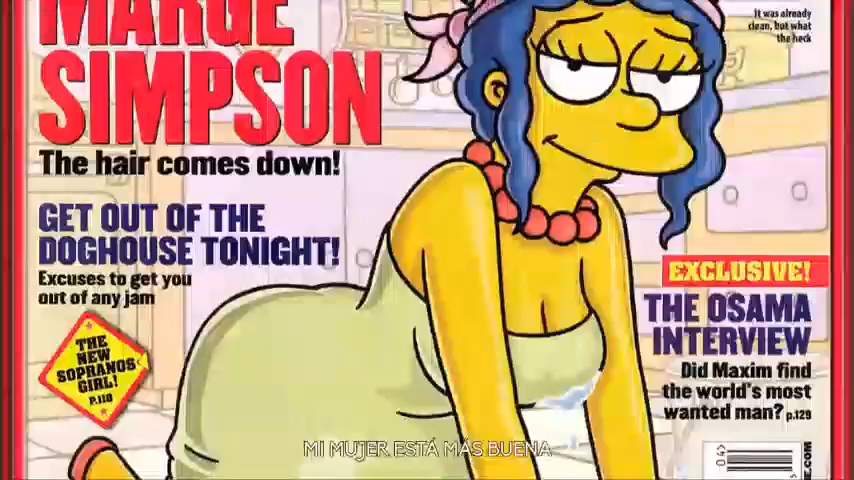 MARGE
SIMPSON
The hair comes down!
GET OUT OF THE
DOGHOUSE TONIGHT!
Excuses to get you
out of any jam
THE
NEW
SOPRANOS
GIRL!
P.110
It was already
clean, but what
the heck
EXCLUSIVE!
THE OSAMA
INTERVIEW
Did Maxim find
the world's most
wanted man? p.129
04>
E.COM
MI MUJER ESTÁ MÁS BUENA